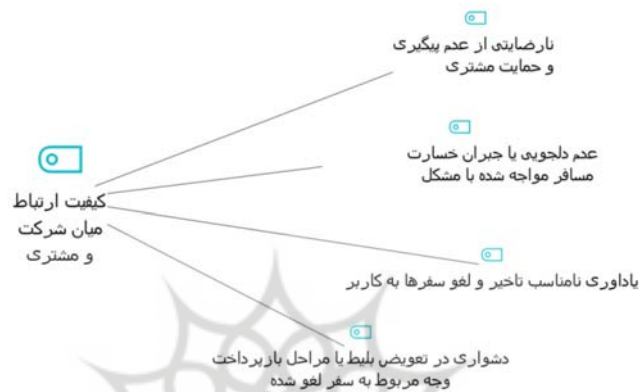 نارضایتی از عدم پیگیری
و حمایت مشتری
عدم دلجویی یا جبران خسارت
مسافر مواجه شده با مشکل
کیفیت ارتباط
میان شرکت
و مشتری
یاداوری نامناسب تاخیر و لغو سفرها به کاربر
دشواری در تعویض بلیط یا مراحل بازپرداخت
وجه مربوط به سفر لغو شده